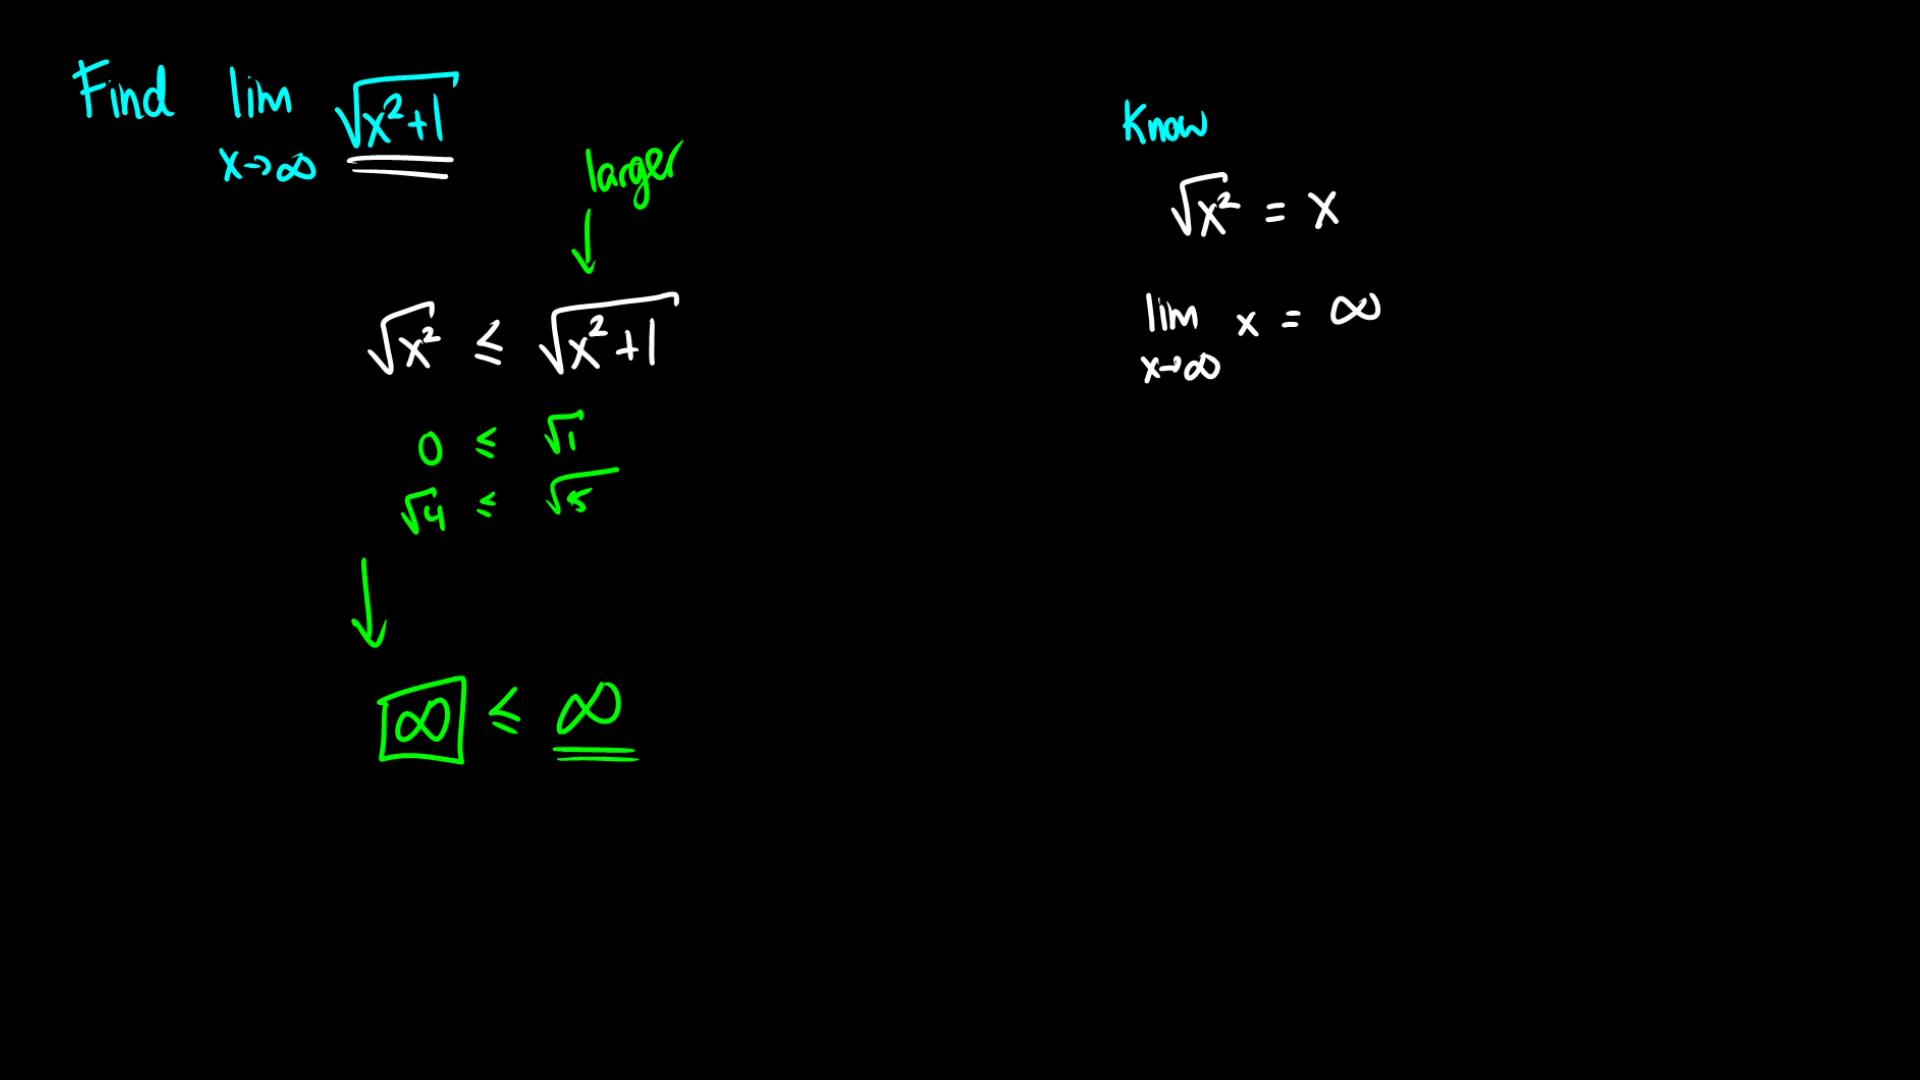 Find lim x→∞ √(x²+1)
larger
↓
√x² ≤ √(x²+1)
0 ≤ √1
√4 ≤ √5
↓
∞ ≤ ∞
Know
√x² = x
lim x→∞ x = ∞